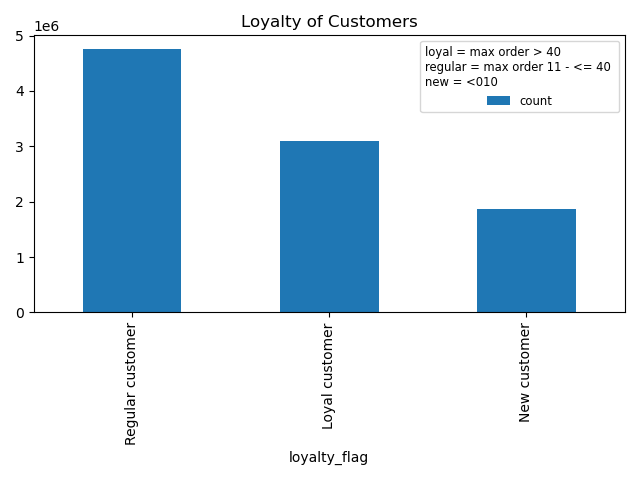 Loyalty of Customers
1e6
5
4
3
2
1
0
loyal = max order > 40
regular = max order 11 - <= 40
new = <010
count
Regular customer
Loyal customer
New customer
loyalty_flag